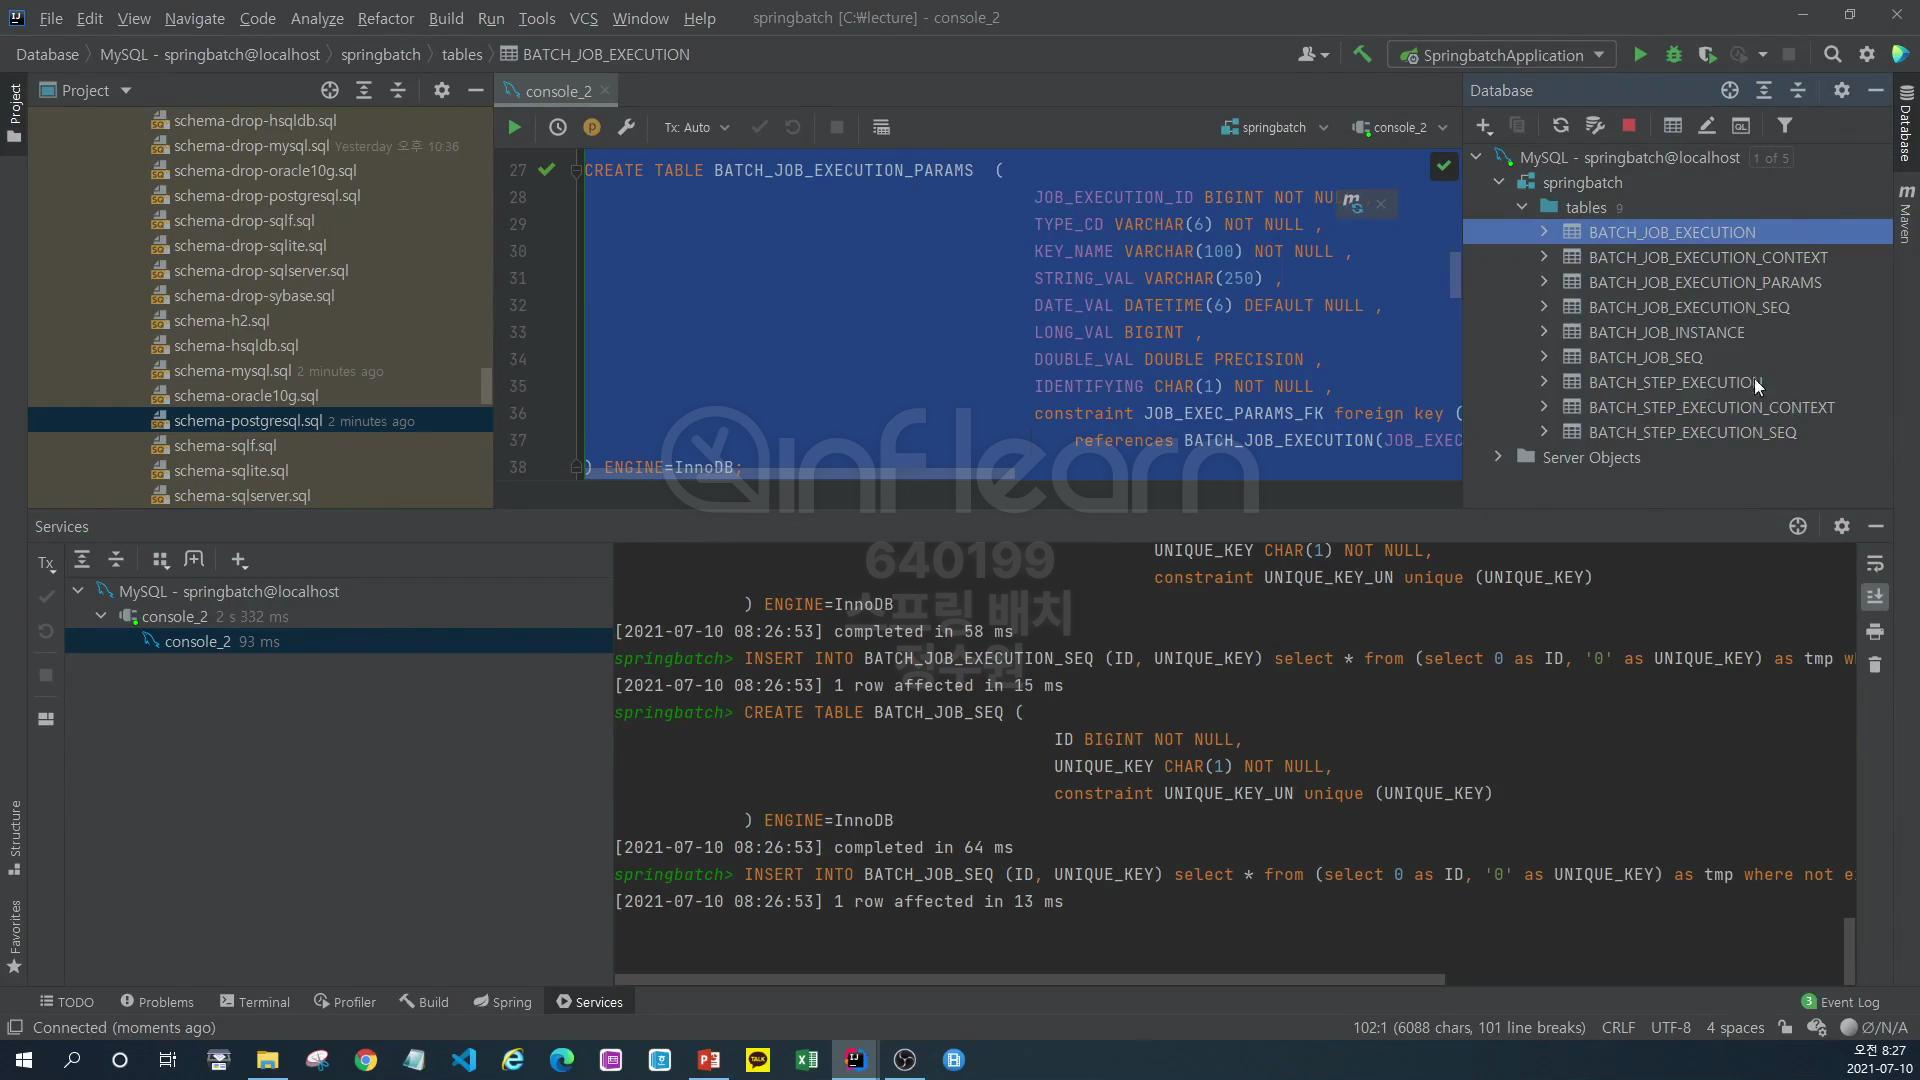 File Edit View Navigate Code Analyze Refactor Build Run Tools VCS Window Help springbatch [C:₩lecture] - console_2
Database MySQL - springbatch@localhost springbatch tables BATCH_JOB_EXECUTION SpringbatchApplication
Project
Project
schema-drop-hsqldb.sql
schema-drop-mysql.sql Yesterday 오후 10:36
schema-drop-oracle10g.sql
schema-drop-postgresql.sql
schema-drop-sqlf.sql
schema-drop-sqlite.sql
schema-drop-sqlserver.sql
schema-drop-sybase.sql
schema-h2.sql
schema-hsqldb.sql
schema-mysql.sql 2 minutes ago
schema-oracle10g.sql
schema-postgresql.sql 2 minutes ago
schema-sqlf.sql
schema-sqlite.sql
schema-sqlserver.sql
console_2
Tx: Auto springbatch console_2
27 CREATE TABLE BATCH_JOB_EXECUTION_PARAMS (
28 JOB_EXECUTION_ID BIGINT NOT NUL
29 TYPE_CD VARCHAR(6) NOT NULL ,
30 KEY_NAME VARCHAR(100) NOT NULL ,
31 STRING_VAL VARCHAR(250) ,
32 DATE_VAL DATETIME(6) DEFAULT NULL ,
33 LONG_VAL BIGINT ,
34 DOUBLE_VAL DOUBLE PRECISION ,
35 IDENTIFYING CHAR(1) NOT NULL ,
36 constraint JOB_EXEC_PARAMS_FK foreign key (
37 references BATCH_JOB_EXECUTION(JOB_EXEC
38 ) ENGINE=InnoDB;
Database
MySQL - springbatch@localhost 1 of 5
springbatch
tables 9
BATCH_JOB_EXECUTION
BATCH_JOB_EXECUTION_CONTEXT
BATCH_JOB_EXECUTION_PARAMS
BATCH_JOB_EXECUTION_SEQ
BATCH_JOB_INSTANCE
BATCH_JOB_SEQ
BATCH_STEP_EXECUTION
BATCH_STEP_EXECUTION_CONTEXT
BATCH_STEP_EXECUTION_SEQ
Server Objects
Database
Maven
inflearn
640199
스프링 배치
정수원
Services
Tx
MySQL - springbatch@localhost
console_2 2 s 332 ms
console_2 93 ms
UNIQUE_KEY CHAR(1) NOT NULL,
constraint UNIQUE_KEY_UN unique (UNIQUE_KEY)
) ENGINE=InnoDB
[2021-07-10 08:26:53] completed in 58 ms
springbatch> INSERT INTO BATCH_JOB_EXECUTION_SEQ (ID, UNIQUE_KEY) select * from (select 0 as ID, '0' as UNIQUE_KEY) as tmp w
[2021-07-10 08:26:53] 1 row affected in 15 ms
springbatch> CREATE TABLE BATCH_JOB_SEQ (
ID BIGINT NOT NULL,
UNIQUE_KEY CHAR(1) NOT NULL,
constraint UNIQUE_KEY_UN unique (UNIQUE_KEY)
) ENGINE=InnoDB
[2021-07-10 08:26:53] completed in 64 ms
springbatch> INSERT INTO BATCH_JOB_SEQ (ID, UNIQUE_KEY) select * from (select 0 as ID, '0' as UNIQUE_KEY) as tmp where not e
[2021-07-10 08:26:53] 1 row affected in 13 ms
Structure
Favorites
TODO Problems Terminal Profiler Build Spring Services 3 Event Log
Connected (moments ago) 102:1 (6088 chars, 101 line breaks) CRLF UTF-8 4 spaces Ø/N/A
오전 8:27
2021-07-10